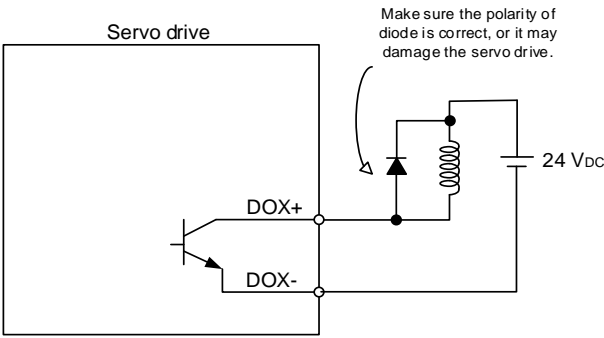 Make sure the polarity of
diode is correct, or it may
damage the servo drive.
Servo drive
24 VDC
DOX+
DOX-